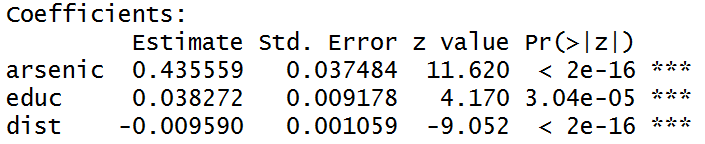 Coefficients:
Estimate Std. Error z value Pr(>|z|)
arsenic 0.435559 0.037484 11.620 < 2e-16 ***
educ 0.038272 0.009178 4.170 3.04e-05 ***
dist -0.009590 0.001059 -9.052 < 2e-16 ***